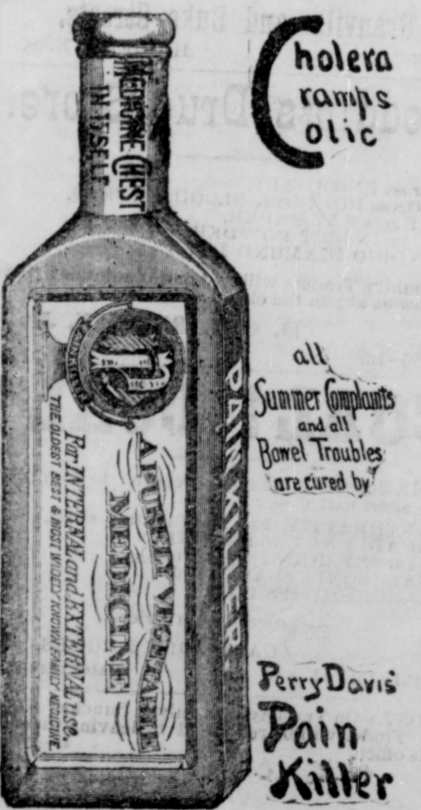 Cholera
Cramps
Colic
A MEDICINE CHEST
IN ITSELF
PAIN KILLER.
A PURELY VEGETABLE
MEDICINE
For INTERNAL and EXTERNAL use.
THE OLDEST BEST & MOST WIDELY KNOWN FAMILY MEDICINE.
all
Summer Complaints
and all
Bowel Troubles
are cured by
Perry Davis'
Pain
Killer